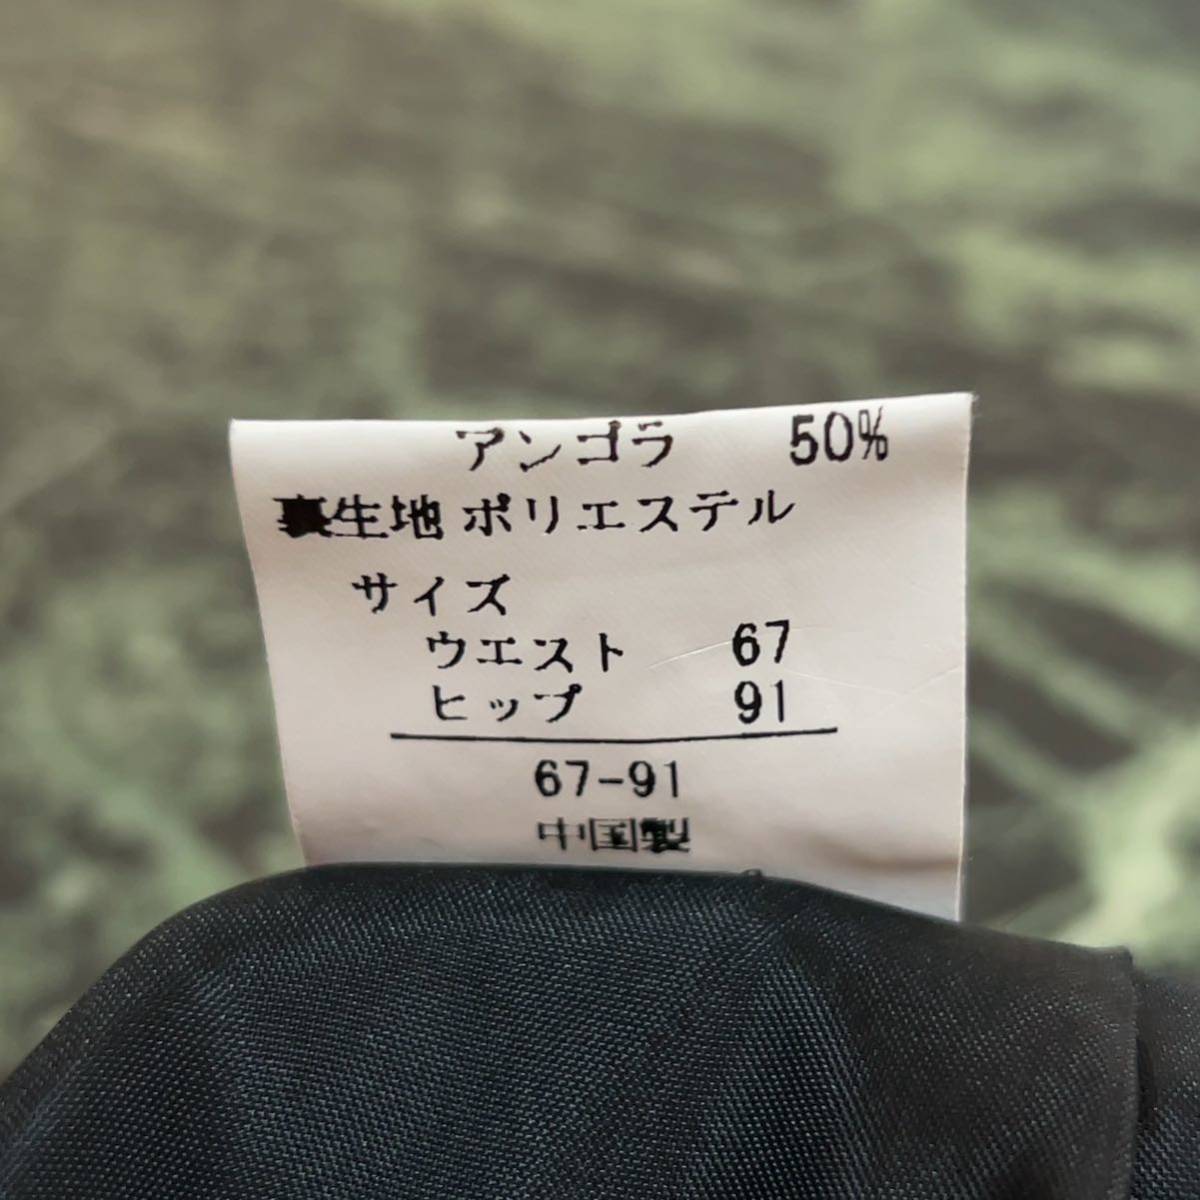 アンゴラ 50%
裏生地 ポリエステル
サイズ
ウエスト 67
ヒップ 91
67-91
中国製